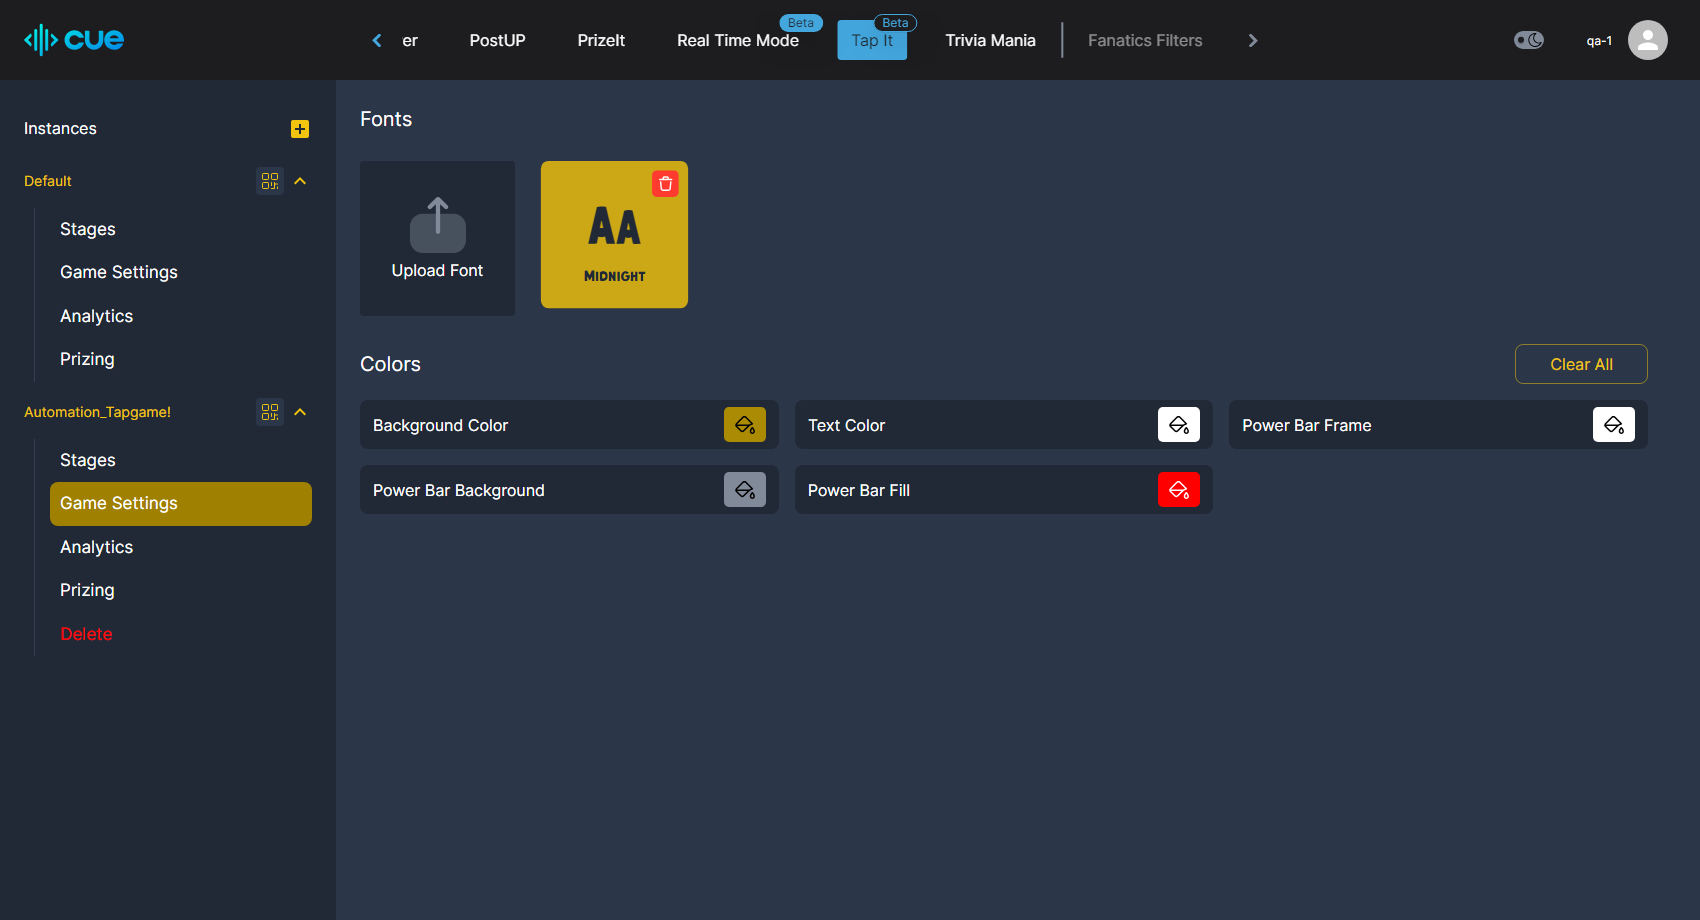 cue
er
PostUP
PrizeIt
Real Time Mode
Beta
Tap It
Beta
Trivia Mania
Fanatics Filters
qa-1
Instances
Default
Stages
Game Settings
Analytics
Prizing
Automation_Tapgame!
Stages
Game Settings
Analytics
Prizing
Delete
Fonts
Upload Font
AA
MIDNIGHT
Colors
Clear All
Background Color
Text Color
Power Bar Frame
Power Bar Background
Power Bar Fill